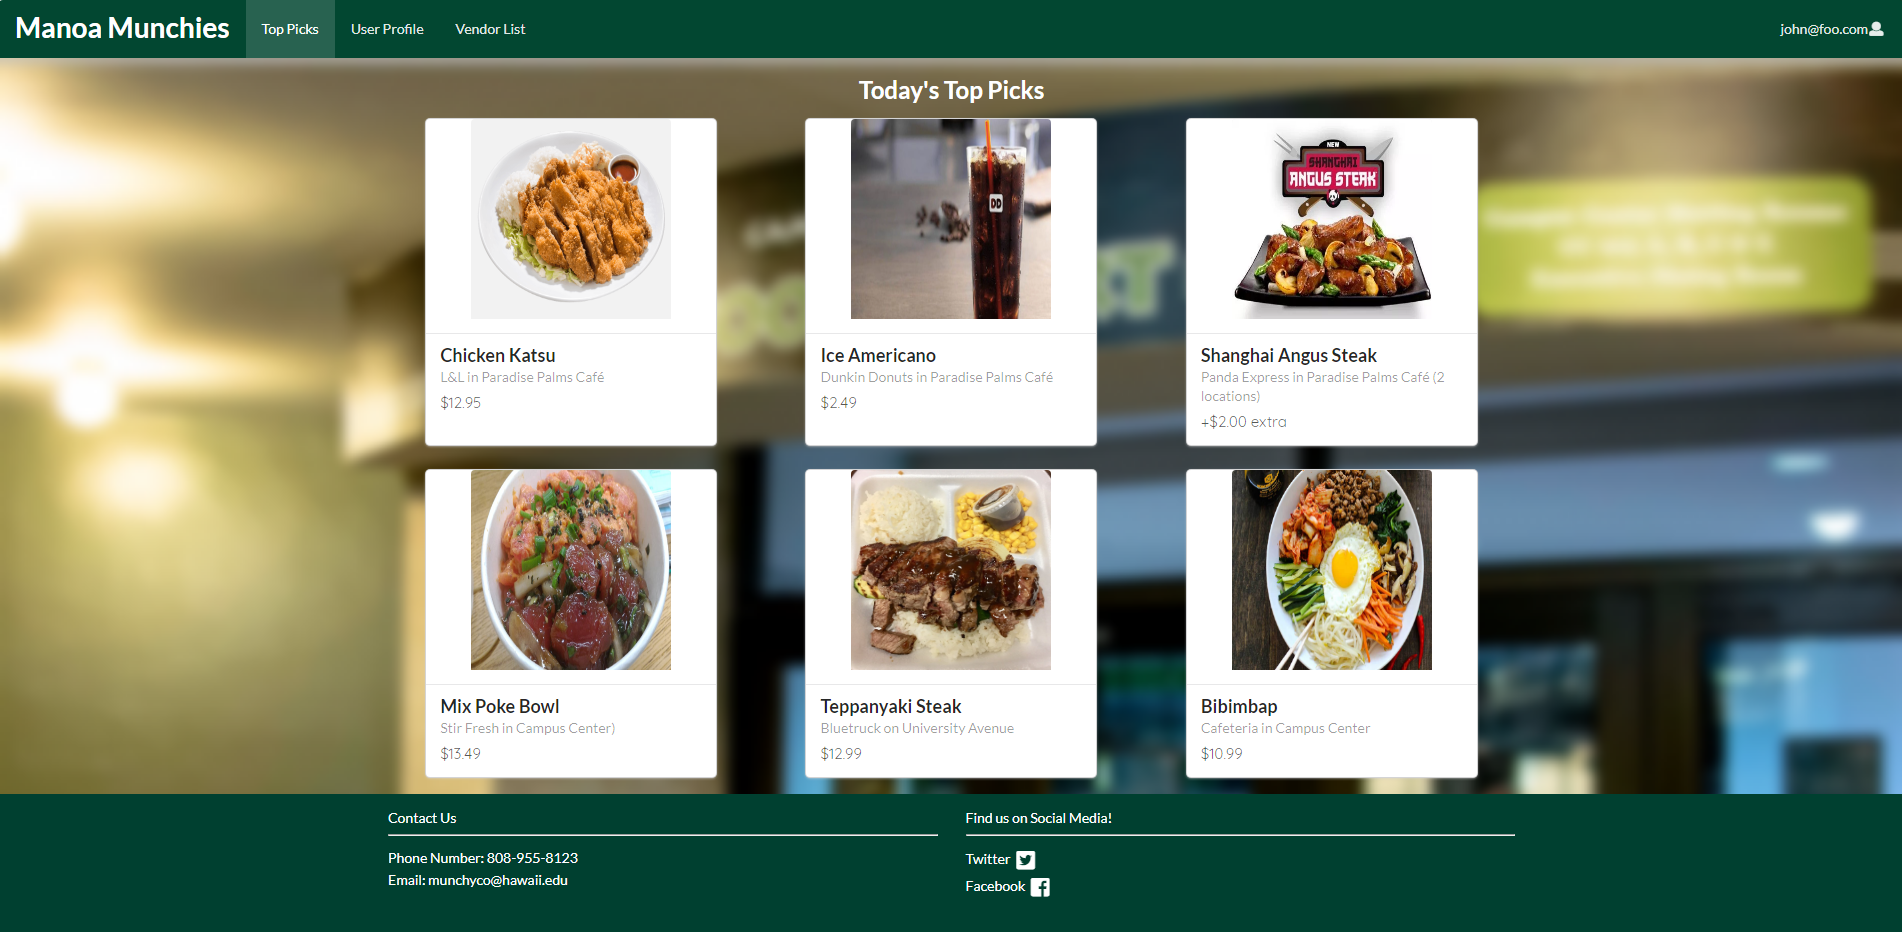 Manoa Munchies
Top Picks
User Profile
Vendor List
john@foo.com
Today's Top Picks
DD
NEW
SHANGHAI
ANGUS STEAK
Chicken Katsu
L&L in Paradise Palms Café
$12.95
Ice Americano
Dunkin Donuts in Paradise Palms Café
$2.49
Shanghai Angus Steak
Panda Express in Paradise Palms Café (2
locations)
+$2.00 extra
Mix Poke Bowl
Stir Fresh in Campus Center)
$13.49
Teppanyaki Steak
Bluetruck on University Avenue
$12.99
Bibimbap
Cafeteria in Campus Center
$10.99
Contact Us
Phone Number: 808-955-8123
Email: munchyco@hawaii.edu
Find us on Social Media!
Twitter
Facebook